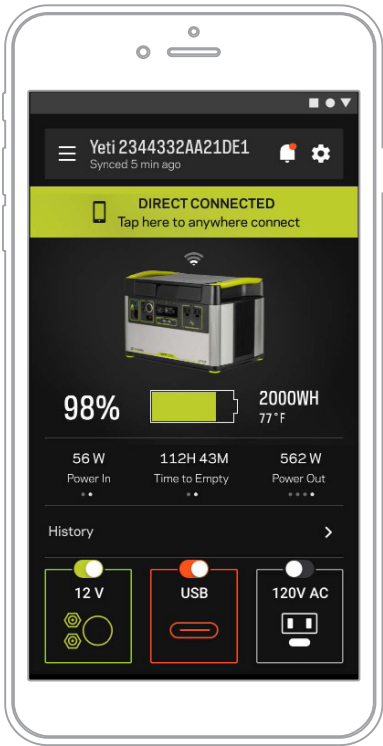 Yeti 2344332AA21DE1
Synced 5 min ago
DIRECT CONNECTED
Tap here to anywhere connect
98%
2000WH
77°F
56 W
112H 43M
562 W
Power In
Time to Empty
Power Out
History
12 V
USB
120V AC